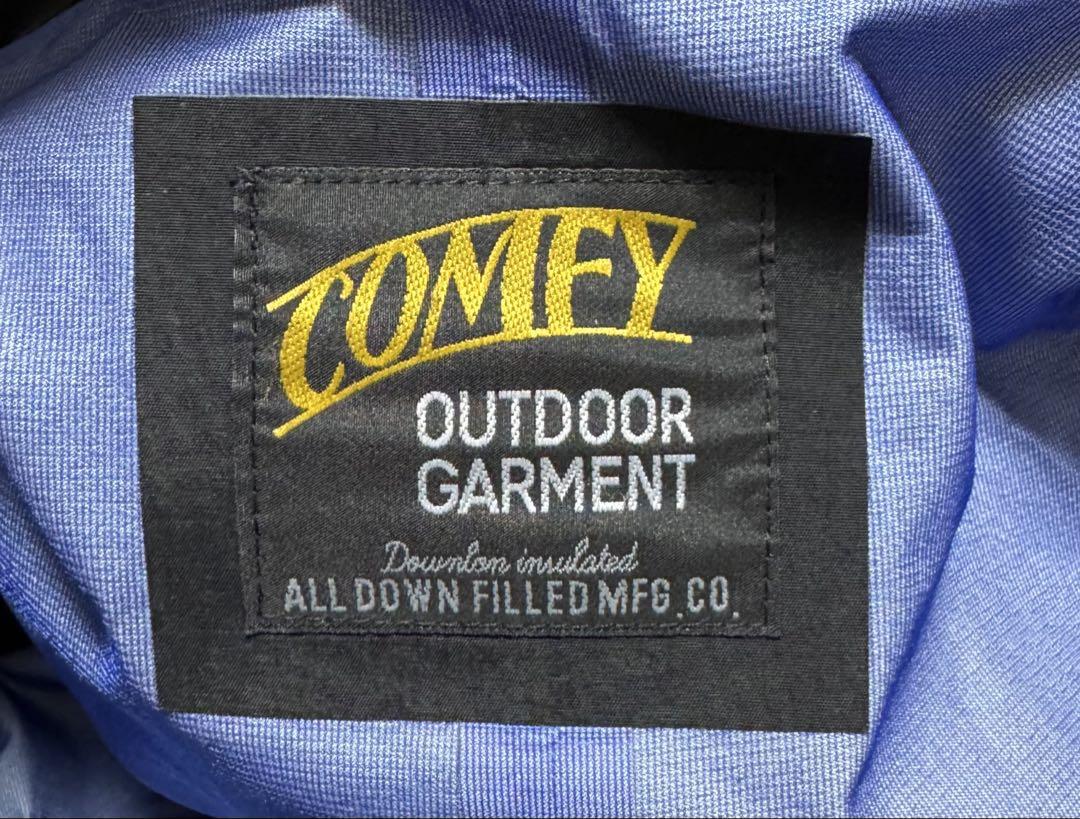 COMFY
OUTDOOR
GARMENT
Downlon insulated
ALL DOWN FILLED MFG.CO.